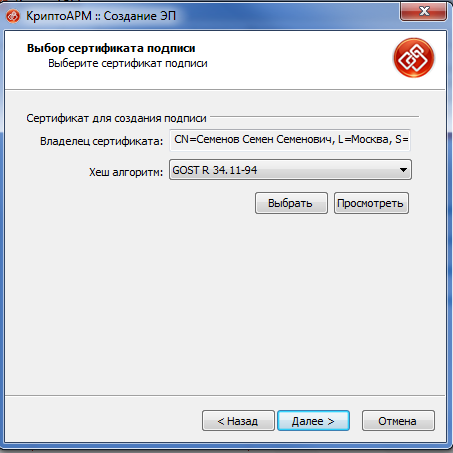 КриптоАРМ :: Создание ЭП
Выбор сертификата подписи
Выберите сертификат подписи
Сертификат для создания подписи
Владелец сертификата: CN=Семенов Семен Семенович, L=Москва, S=
Хеш алгоритм: GOST R 34.11-94
Выбрать Просмотреть
< Назад Далее > Отмена